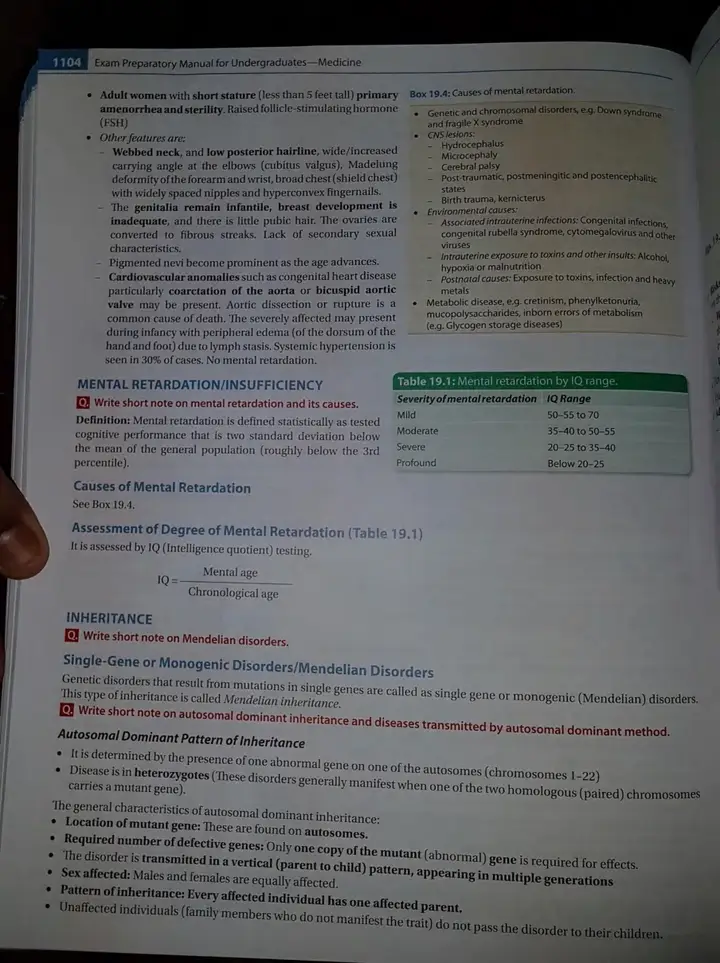 1104 Exam Preparatory Manual for Undergraduates—Medicine
• Adult women with short stature (less than 5 feet tall) primary
amenorrhea and sterility. Raised follicle-stimulating hormone
(FSH)
• Other features are:
– Webbed neck, and low posterior hairline, wide/increased
carrying angle at the elbows (cubitus valgus), Madelung
deformity of the forearm and wrist, broad chest (shield chest)
with widely spaced nipples and hyperconvex fingernails.
– The genitalia remain infantile, breast development is
inadequate, and there is little pubic hair. The ovaries are
converted to fibrous streaks. Lack of secondary sexual
characteristics.
– Pigmented nevi become prominent as the age advances.
– Cardiovascular anomalies such as congenital heart disease
particularly coarctation of the aorta or bicuspid aortic
valve may be present. Aortic dissection or rupture is a
common cause of death. The severely affected may present
during infancy with peripheral edema (of the dorsum of the
hand and foot) due to lymph stasis. Systemic hypertension is
seen in 30% of cases. No mental retardation.
MENTAL RETARDATION/INSUFFICIENCY
Q. Write short note on mental retardation and its causes.
Definition: Mental retardation is defined statistically as tested
cognitive performance that is two standard deviation below
the mean of the general population (roughly below the 3rd
percentile).
Causes of Mental Retardation
See Box 19.4.
Assessment of Degree of Mental Retardation (Table 19.1)
It is assessed by IQ (Intelligence quotient) testing.
IQ = Mental age
Chronological age
Box 19.4: Causes of mental retardation.
• Genetic and chromosomal disorders, e.g. Down syndrome
and fragile X syndrome
• CNS lesions:
– Hydrocephalus
– Microcephaly
– Cerebral palsy
– Post-traumatic, postmeningitic and postencephalitic
states
– Birth trauma, kernicterus
• Environmental causes:
– Associated intrauterine infections: Congenital infections,
congenital rubella syndrome, cytomegalovirus and other
viruses
– Intrauterine exposure to toxins and other insults: Alcohol,
hypoxia or malnutrition
– Postnatal causes: Exposure to toxins, infection and heavy
metals
• Metabolic disease, e.g. cretinism, phenylketonuria,
mucopolysaccharides, inborn errors of metabolism
(e.g. Glycogen storage diseases)
Table 19.1: Mental retardation by IQ range.
Severity of mental retardation IQ Range
Mild 50–55 to 70
Moderate 35–40 to 50–55
Severe 20–25 to 35–40
Profound Below 20–25
INHERITANCE
Q. Write short note on Mendelian disorders.
Single-Gene or Monogenic Disorders/Mendelian Disorders
Genetic disorders that result from mutations in single genes are called as single gene or monogenic (Mendelian) disorders.
This type of inheritance is called Mendelian inheritance.
Q. Write short note on autosomal dominant inheritance and diseases transmitted by autosomal dominant method.
Autosomal Dominant Pattern of Inheritance
• It is determined by the presence of one abnormal gene on one of the autosomes (chromosomes 1–22)
• Disease is in heterozygotes (These disorders generally manifest when one of the two homologous (paired) chromosomes
carries a mutant gene).
The general characteristics of autosomal dominant inheritance:
• Location of mutant gene: These are found on autosomes.
• Required number of defective genes: Only one copy of the mutant (abnormal) gene is required for effects.
• The disorder is transmitted in a vertical (parent to child) pattern, appearing in multiple generations
• Sex affected: Males and females are equally affected.
• Pattern of inheritance: Every affected individual has one affected parent.
• Unaffected individuals (family members who do not manifest the trait) do not pass the disorder to their children.